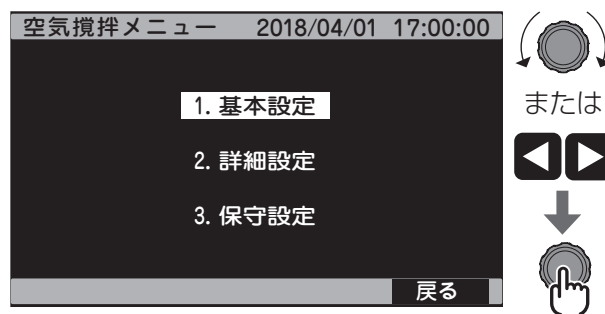 空気撹拌メニュー 2018/04/01 17:00:00
1. 基本設定
2. 詳細設定
3. 保守設定
戻る
または